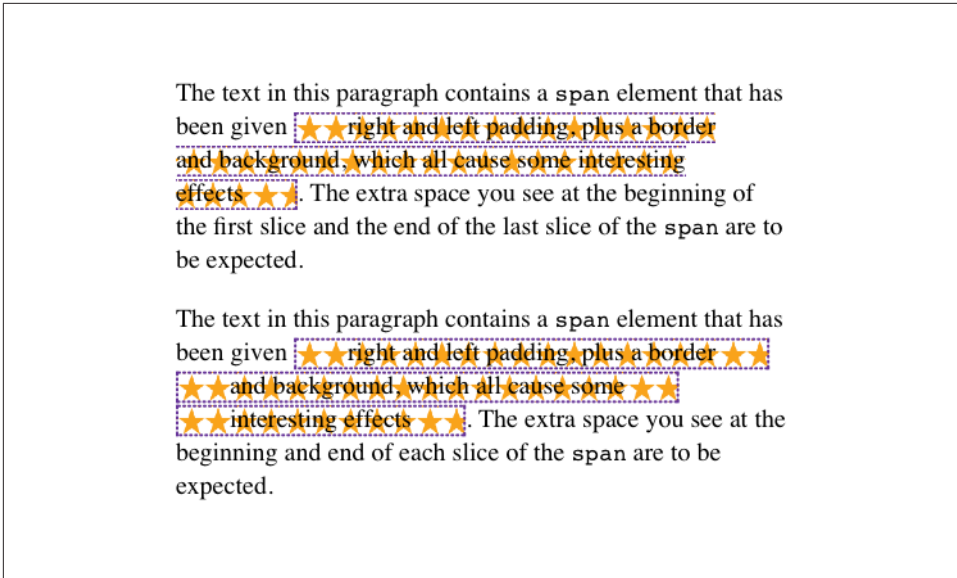 The text in this paragraph contains a span element that has
been given right and left padding, plus a border
and background, which all cause some interesting
effects . The extra space you see at the beginning of
the first slice and the end of the last slice of the span are to
be expected.
The text in this paragraph contains a span element that has
been given right and left padding, plus a border
and background, which all cause some
interesting effects . The extra space you see at the
beginning and end of each slice of the span are to be
expected.